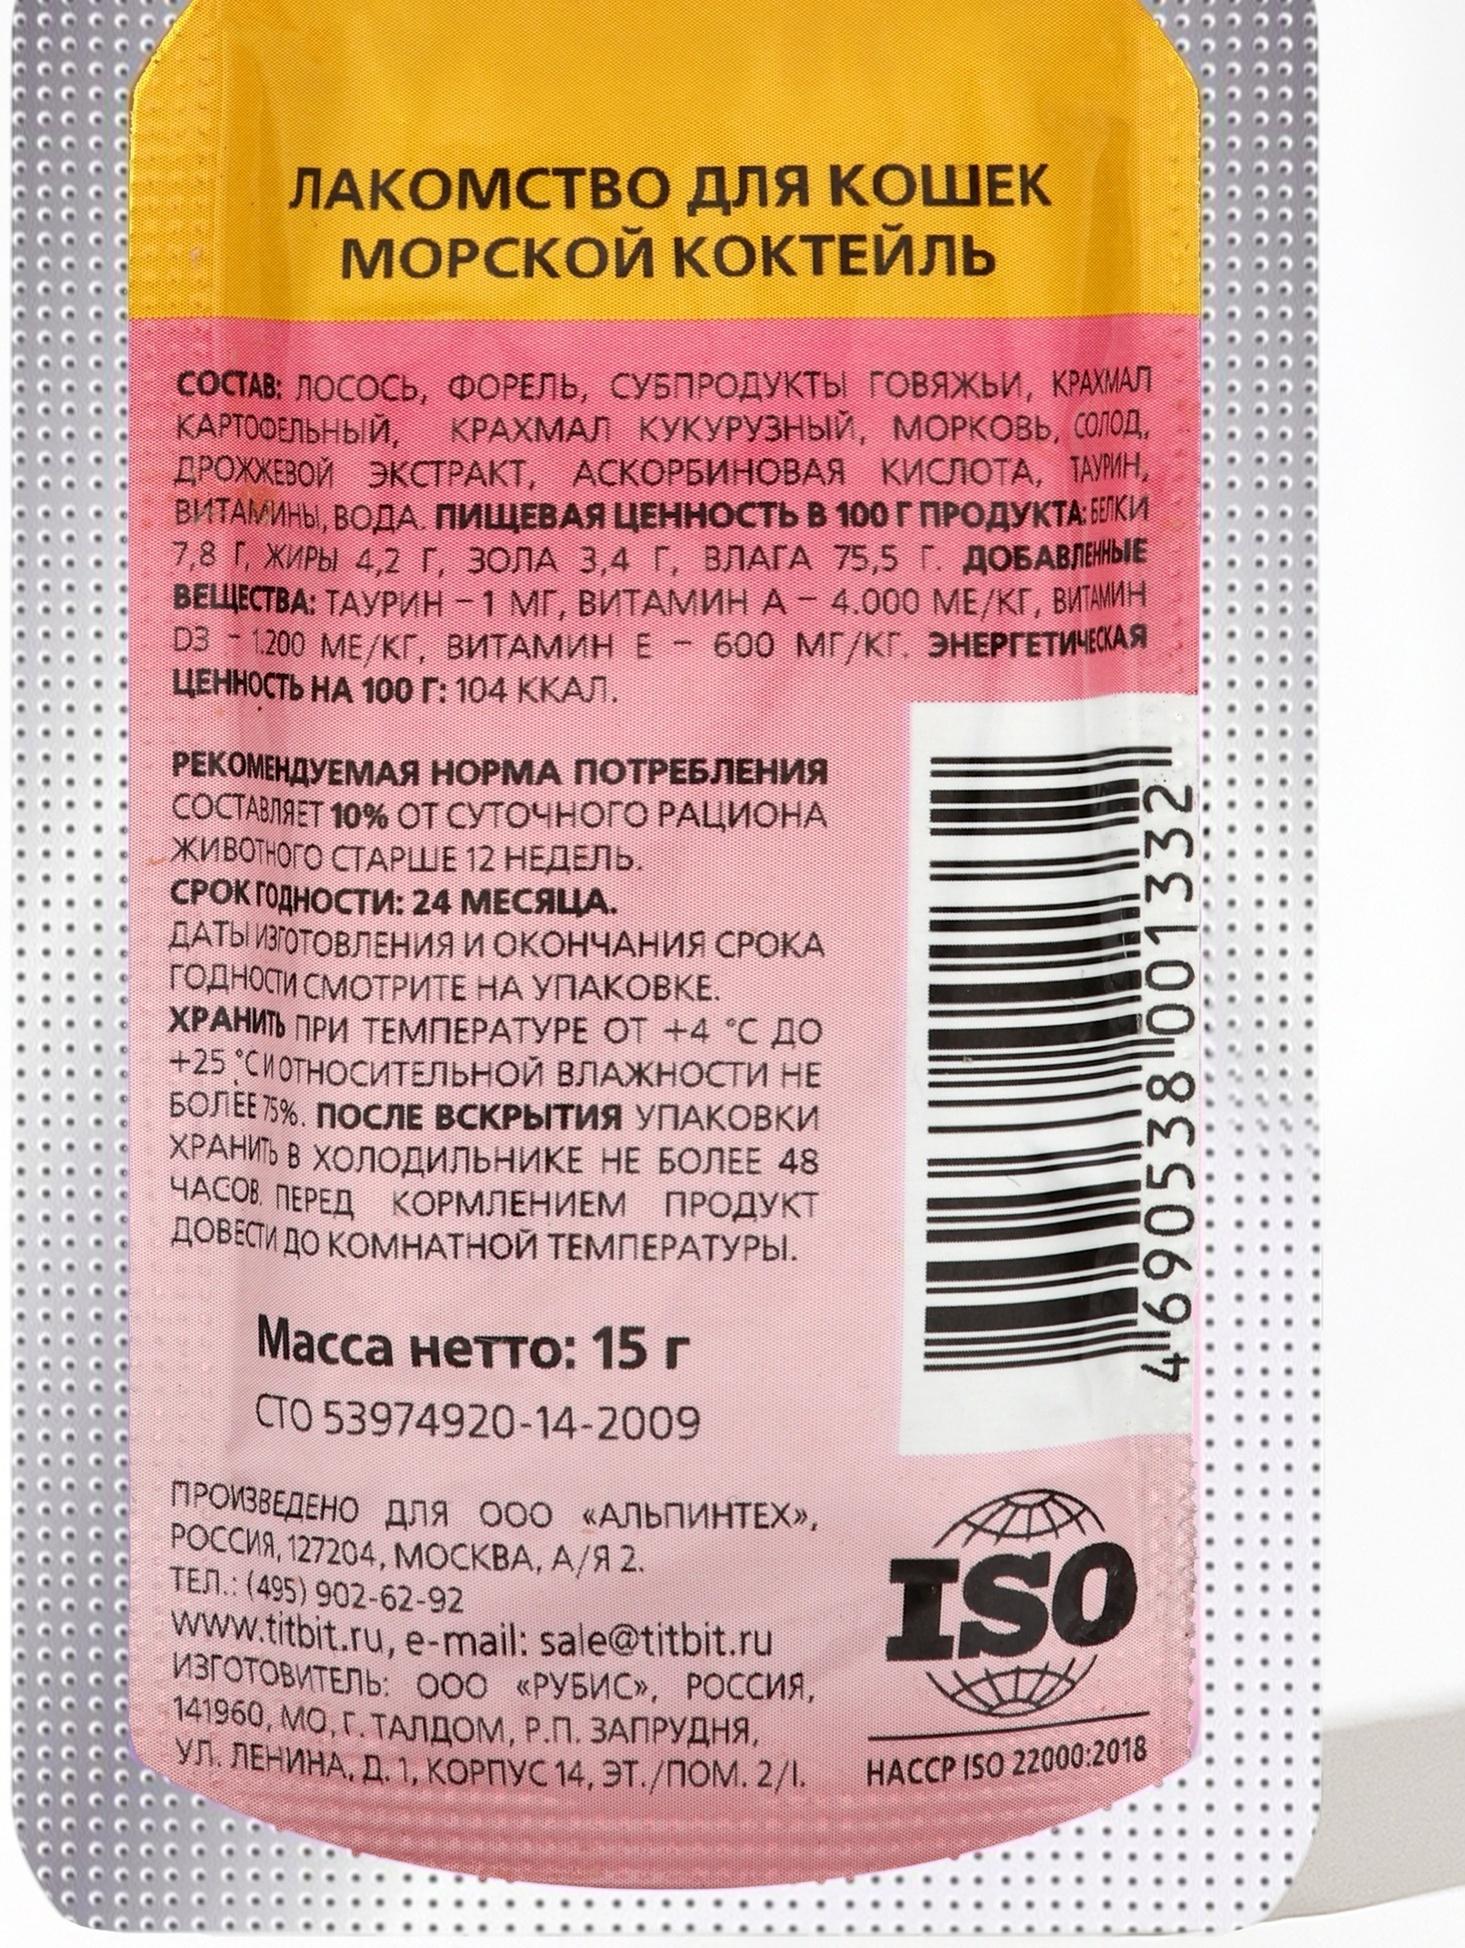 ЛАКОМСТВО ДЛЯ КОШЕК
МОРСКОЙ КОКТЕЙЛЬ
СОСТАВ: ЛОСОСЬ, ФОРЕЛЬ, СУБПРОДУКТЫ ГОВЯЖЬИ, КРАХМАЛ
КАРТОФЕЛЬНЫЙ, КРАХМАЛ КУКУРУЗНЫЙ, МОРКОВЬ, СОЛОД,
ДРОЖЖЕВОЙ ЭКСТРАКТ, АСКОРБИНОВАЯ КИСЛОТА, ТАУРИН,
ВИТАМИНЫ, ВОДА. ПИЩЕВАЯ ЦЕННОСТЬ В 100 Г ПРОДУКТА: БЕЛКИ
7,8 Г, ЖИРЫ 4,2 Г, ЗОЛА 3,4 Г, ВЛАГА 75,5 Г. ДОБАВЛЕННЫЕ
ВЕЩЕСТВА: ТАУРИН – 1 МГ, ВИТАМИН А – 4.000 МЕ/КГ, ВИТАМИН
D3 – 1.200 МЕ/КГ, ВИТАМИН Е – 600 МГ/КГ. ЭНЕРГЕТИЧЕСКАЯ
ЦЕННОСТЬ НА 100 Г: 104 ККАЛ.
РЕКОМЕНДУЕМАЯ НОРМА ПОТРЕБЛЕНИЯ
СОСТАВЛЯЕТ 10% ОТ СУТОЧНОГО РАЦИОНА
ЖИВОТНОГО СТАРШЕ 12 НЕДЕЛЬ.
СРОК ГОДНОСТИ: 24 МЕСЯЦА.
ДАТЫ ИЗГОТОВЛЕНИЯ И ОКОНЧАНИЯ СРОКА
ГОДНОСТИ СМОТРИТЕ НА УПАКОВКЕ.
ХРАНИТЬ ПРИ ТЕМПЕРАТУРЕ ОТ +4 °С ДО
+25 °С И ОТНОСИТЕЛЬНОЙ ВЛАЖНОСТИ НЕ
БОЛЕЕ 75%. ПОСЛЕ ВСКРЫТИЯ УПАКОВКИ
ХРАНИТЬ В ХОЛОДИЛЬНИКЕ НЕ БОЛЕЕ 48
ЧАСОВ. ПЕРЕД КОРМЛЕНИЕМ ПРОДУКТ
ДОВЕСТИ ДО КОМНАТНОЙ ТЕМПЕРАТУРЫ.
4 690538 001332
Масса нетто: 15 г
СТО 53974920-14-2009
ПРОИЗВЕДЕНО ДЛЯ ООО «АЛЬПИНТЕХ»,
РОССИЯ, 127204, МОСКВА, А/Я 2.
ТЕЛ.: (495) 902-62-92
www.titbit.ru, e-mail: sale@titbit.ru
ИЗГОТОВИТЕЛЬ: ООО «РУБИС», РОССИЯ,
141960, МО, Г. ТАЛДОМ, Р.П. ЗАПРУДНЯ,
УЛ. ЛЕНИНА, Д. 1, КОРПУС 14, ЭТ./ПОМ. 2/I.
ISO
HACCP ISO 22000:2018